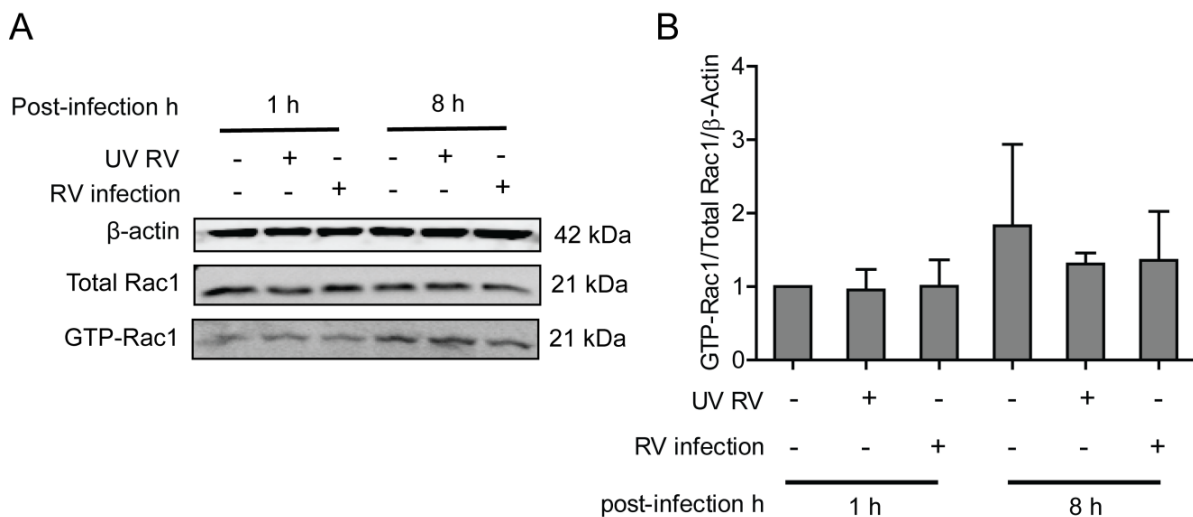 A
Post-infection h 1 h 8 h
UV RV - + - - + -
RV infection - - + - - +
β-actin 42 kDa
Total Rac1 21 kDa
GTP-Rac1 21 kDa
B
GTP-Rac1/Total Rac1/β-Actin
4
3
2
1
0
UV RV - + - - + -
RV infection - - + - - +
post-infection h 1 h 8 h